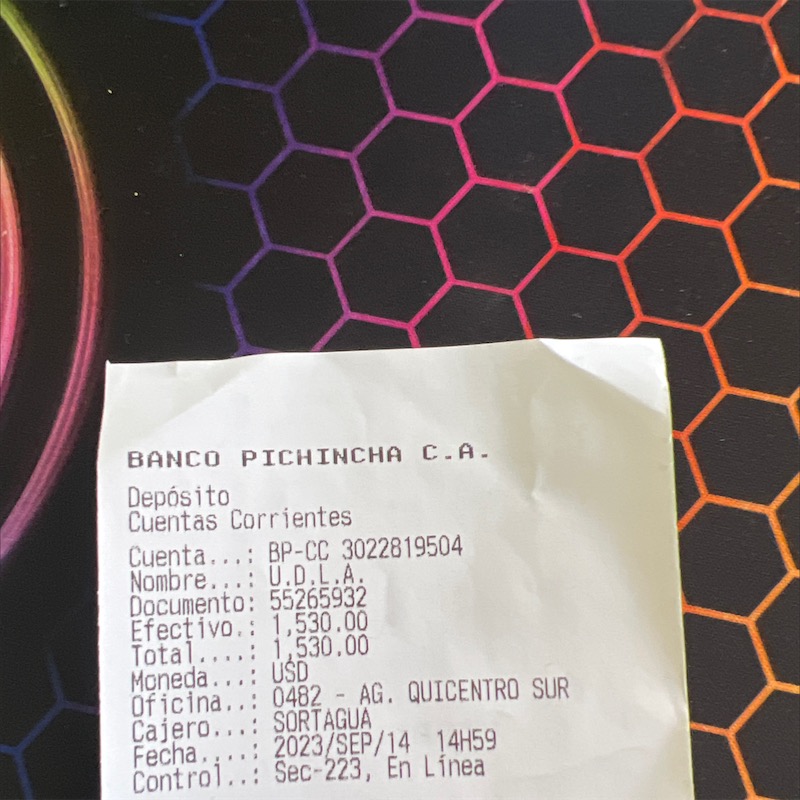 BANCO PICHINCHA C.A.
Depósito
Cuentas Corrientes
Cuenta...: BP-CC 3022819504
Nombre...: U.D.L.A.
Documento: 55265932
Efectivo.: 1,530.00
Total....: 1,530.00
Moneda...: USD
Oficina..: 0482 - AG. QUICENTRO SUR
Cajero...: SORTAGUA
Fecha....: 2023/SEP/14 14H59
Control..: Sec-223, En Línea